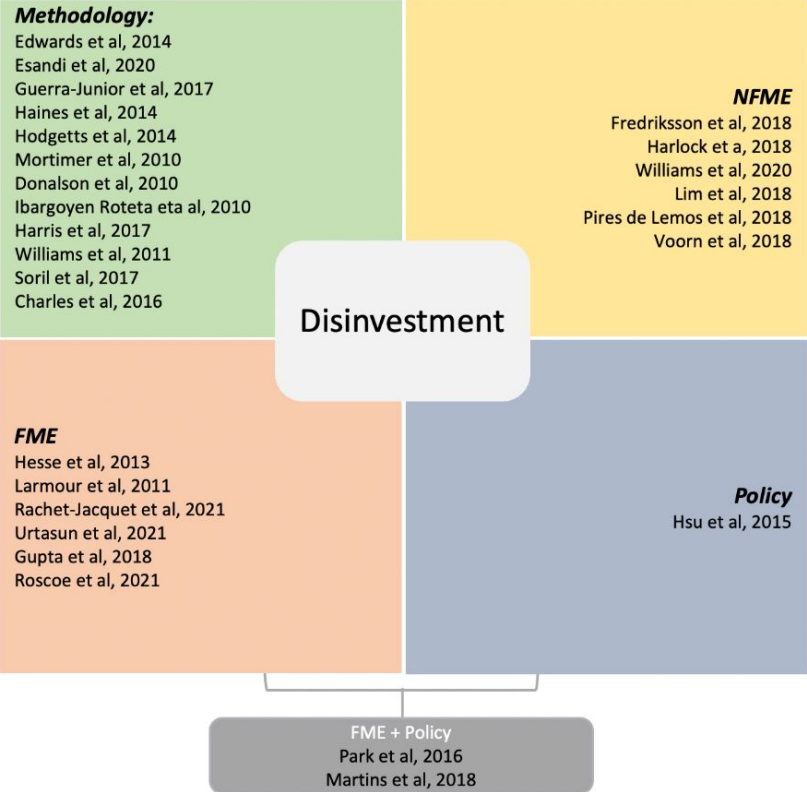 Methodology:
Edwards et al, 2014
Esandi et al, 2020
Guerra-Junior et al, 2017
Haines et al, 2014
Hodgetts et al, 2014
Mortimer et al, 2010
Donalson et al, 2010
Ibargoyen Roteta eta al, 2010
Harris et al, 2017
Williams et al, 2011
Soril et al, 2017
Charles et al, 2016
NFME
Fredriksson et al, 2018
Harlock et a, 2018
Williams et al, 2020
Lim et al, 2018
Pires de Lemos et al, 2018
Voorn et al, 2018
Disinvestment
FME
Hesse et al, 2013
Larmour et al, 2011
Rachet-Jacquet et al, 2021
Urtasun et al, 2021
Gupta et al, 2018
Roscoe et al, 2021
Policy
Hsu et al, 2015
FME + Policy
Park et al, 2016
Martins et al, 2018